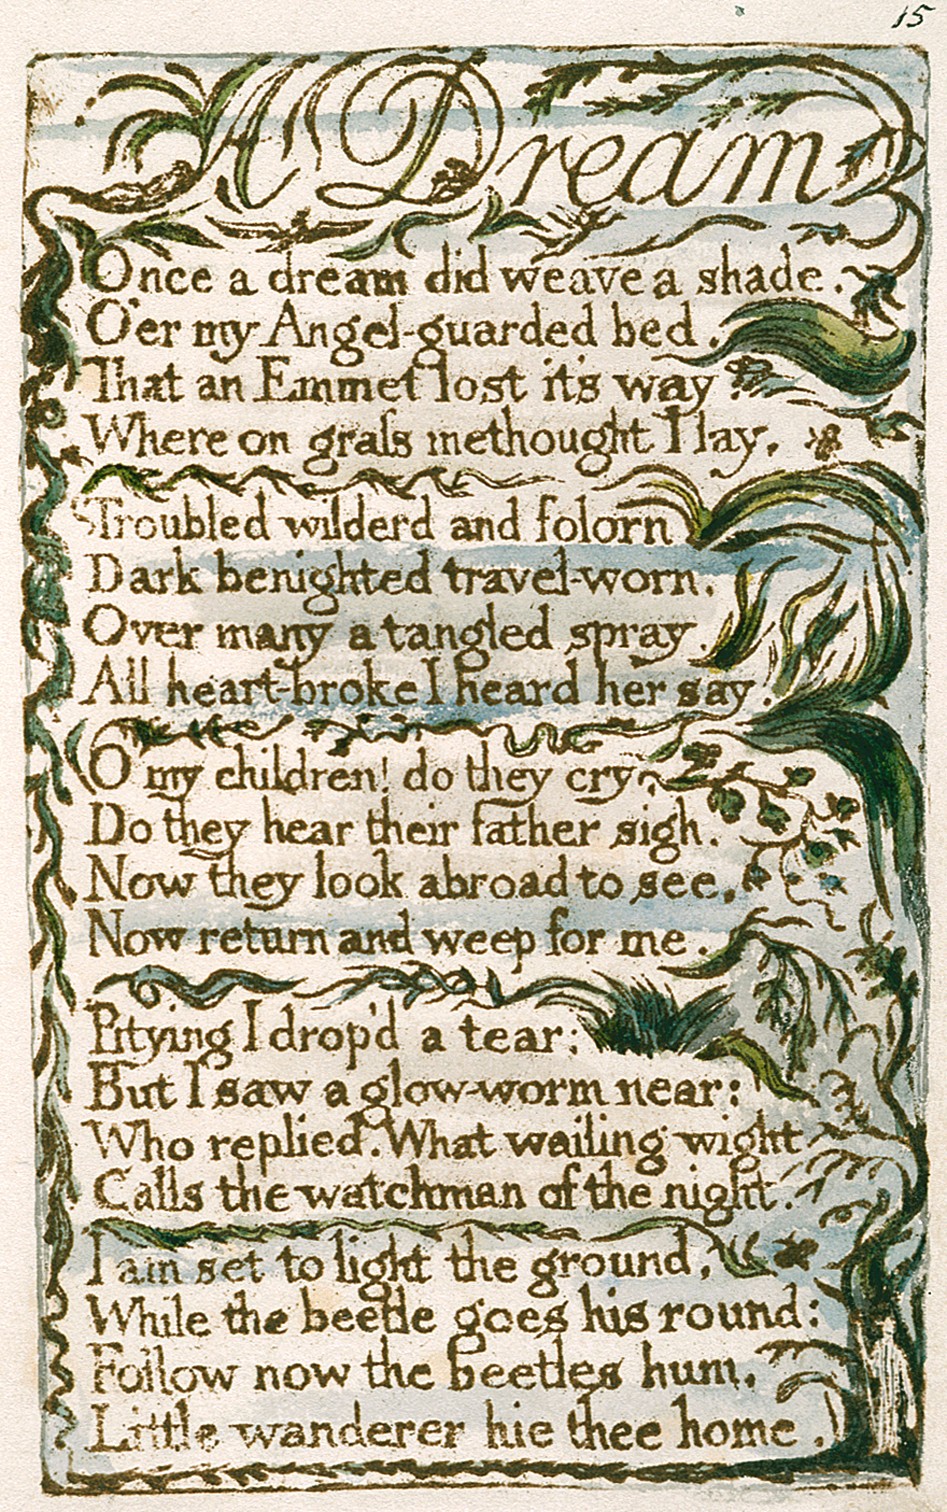 15
A Dream
Once a dream did weave a shade.
O'er my Angel-guarded bed.
That an Emmet lost it's way
Where on graſs methought I lay.
Troubled wilderd and folorn
Dark benighted travel-worn.
Over many a tangled spray.
All heart-broke I heard her say.
O my children! do they cry,
Do they hear their father sigh.
Now they look abroad to see,
Now return and weep for me.
Pitying I drop'd a tear:
But I saw a glow-worm near:
Who replied. What wailing wight
Calls the watchman of the night.
I am set to light the ground,
While the beetle goes his round:
Follow now the beetles hum,
Little wanderer hie thee home.